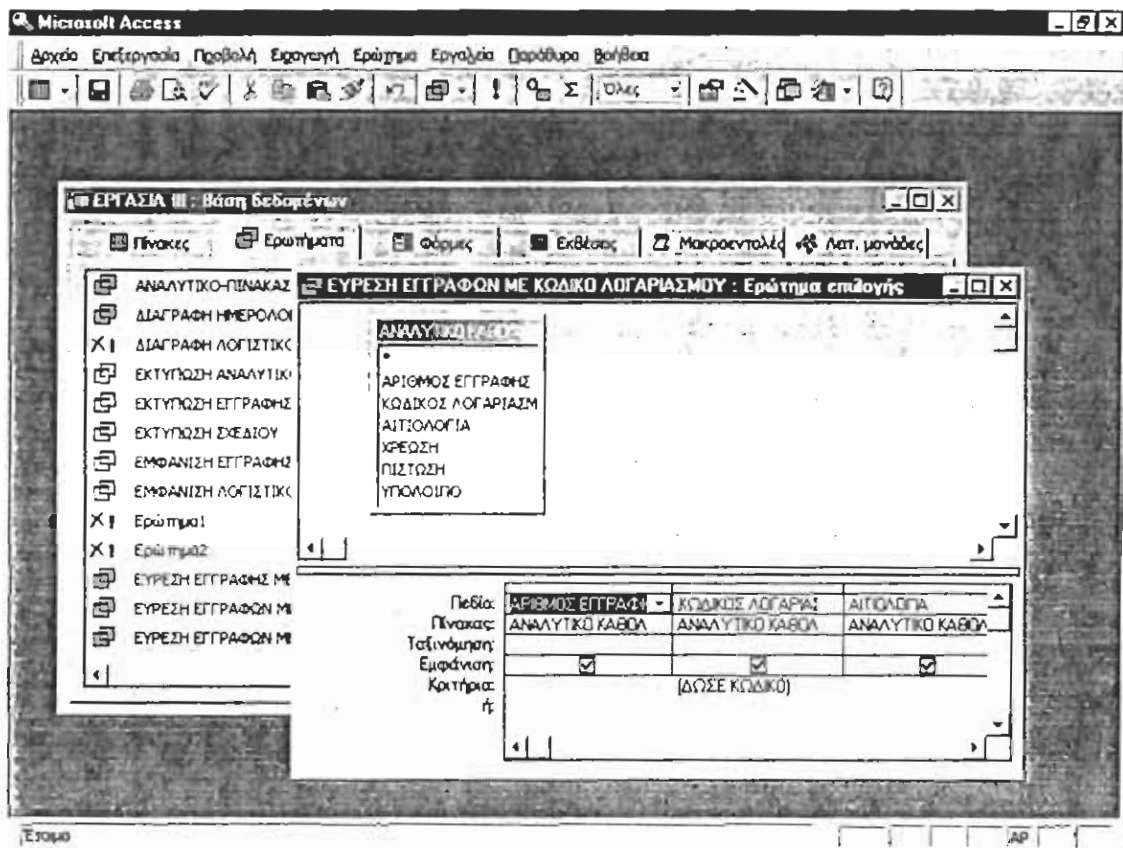 Microsoft Access
Αρχείο Επεξεργασία Προβολή Εισαγωγή Ερώτημα Εργαλεία Παράθυρο Βοήθεια
Όλες
ΕΡΓΑΣΙΑ III : Βάση δεδομένων
Πίνακες Ερωτήματα Φόρμες Εκθέσεις Μακροεντολές Λειτ. μονάδες
ΑΝΑΛΥΤΙΚΟ-ΠΙΝΑΚΑΣ
ΔΙΑΓΡΑΦΗ ΗΜΕΡΟΛΟΓ
ΔΙΑΓΡΑΦΗ ΛΟΓΙΣΤΙΚΟ
ΕΚΤΥΠΩΣΗ ΑΝΑΛΥΤΙΚΟ
ΕΚΤΥΠΩΣΗ ΕΓΓΡΑΦΗΣ
ΕΚΤΥΠΩΣΗ ΣΧΕΔΙΟΥ
ΕΜΦΑΝΙΣΗ ΕΓΓΡΑΦΗΣ
ΕΜΦΑΝΙΣΗ ΛΟΓΙΣΤΙΚΟ
Ερώτημα1
Ερώτημα2
ΕΥΡΕΣΗ ΕΓΓΡΑΦΗΣ ΜΕ
ΕΥΡΕΣΗ ΕΓΓΡΑΦΩΝ ΜΕ
ΕΥΡΕΣΗ ΕΓΓΡΑΦΩΝ ΜΕ
ΕΥΡΕΣΗ ΕΓΓΡΑΦΩΝ ΜΕ ΚΩΔΙΚΟ ΛΟΓΑΡΙΑΣΜΟΥ : Ερώτημα επιλογής
ΑΝΑΛΥΤΙΚΟ ΚΑΘΟΣ
*
ΑΡΙΘΜΟΣ ΕΓΓΡΑΦΗΣ
ΚΩΔΙΚΟΣ ΛΟΓΑΡΙΑΣΜ
ΑΙΤΙΟΛΟΓΙΑ
ΧΡΕΩΣΗ
ΠΙΣΤΩΣΗ
ΥΠΟΛΟΙΠΟ
Πεδίο: ΑΡΙΘΜΟΣ ΕΓΓΡΑΦΗ ΚΩΔΙΚΟΣ ΛΟΓΑΡΙΑΣ ΑΙΤΙΟΛΟΓΙΑ
Πίνακας: ΑΝΑΛΥΤΙΚΟ ΚΑΘΟΛ ΑΝΑΛΥΤΙΚΟ ΚΑΘΟΛ ΑΝΑΛΥΤΙΚΟ ΚΑΘΟΛ
Ταξινόμηση:
Εμφάνιση:
Κριτήρια: [ΔΩΣΕ ΚΩΔΙΚΟ]
ή:
Έτοιμο
ΑΡ